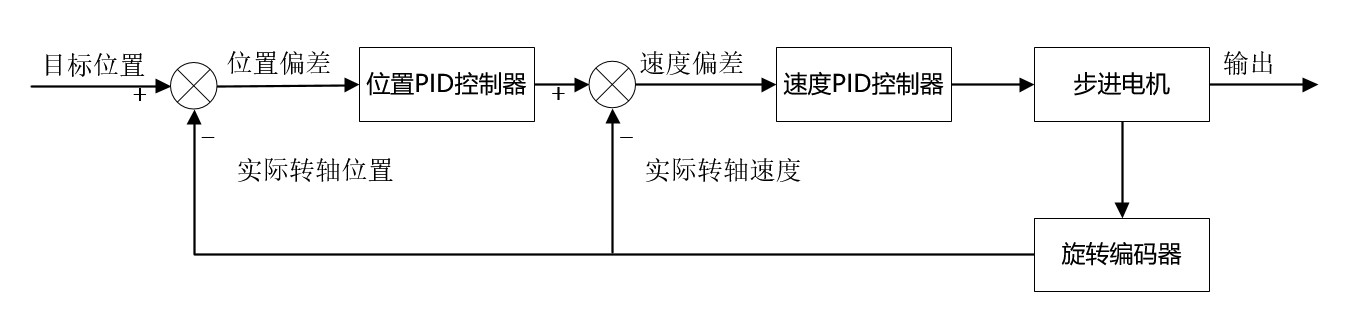 目标位置
+
位置偏差
位置PID控制器
+
速度偏差
速度PID控制器
步进电机
输出
−
实际转轴位置
−
实际转轴速度
旋转编码器